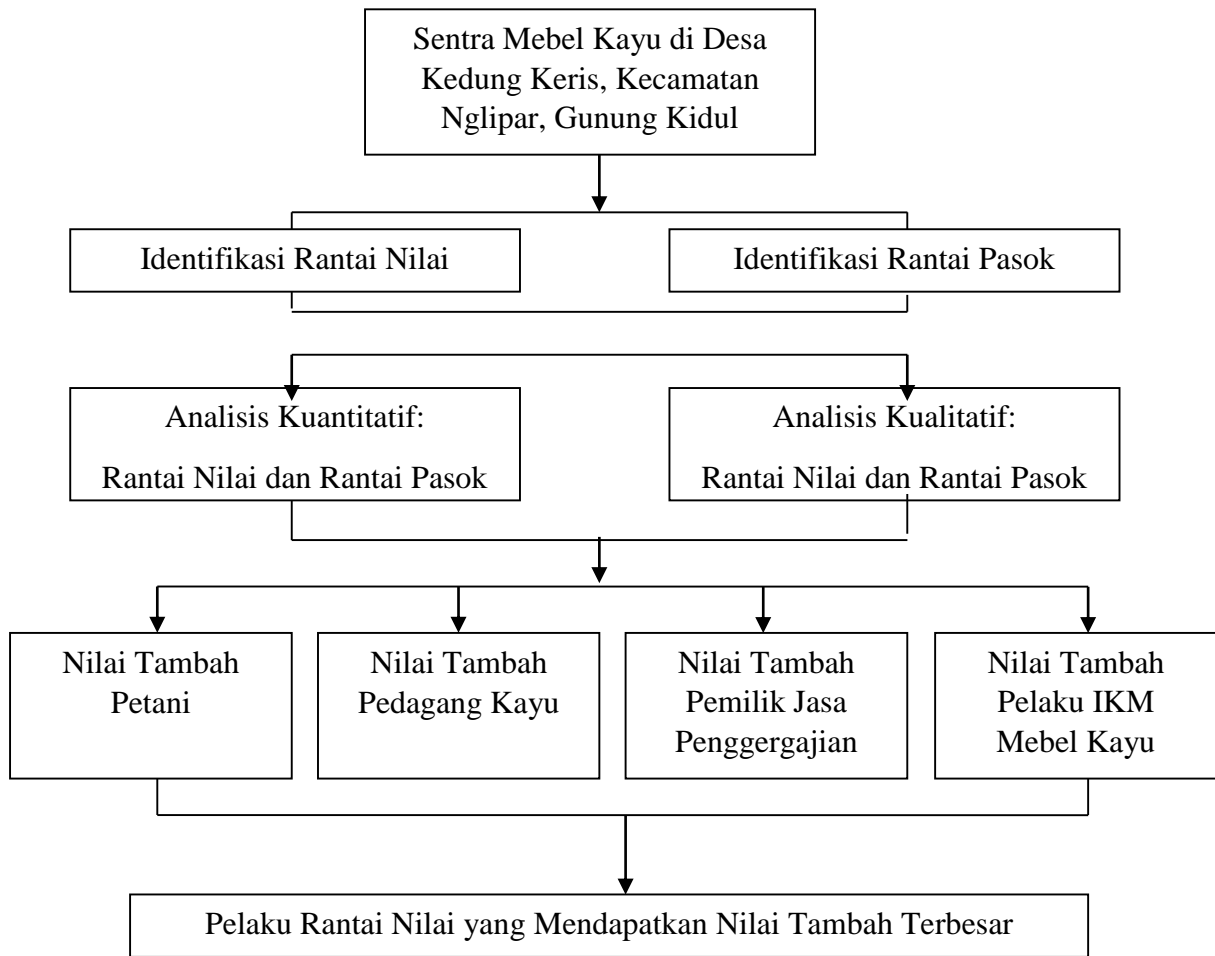 Sentra Mebel Kayu di Desa
Kedung Keris, Kecamatan
Nglipar, Gunung Kidul
Identifikasi Rantai Nilai
Identifikasi Rantai Pasok
Analisis Kuantitatif:
Rantai Nilai dan Rantai Pasok
Analisis Kualitatif:
Rantai Nilai dan Rantai Pasok
Nilai Tambah
Petani
Nilai Tambah
Pedagang Kayu
Nilai Tambah
Pemilik Jasa
Penggergajian
Nilai Tambah
Pelaku IKM
Mebel Kayu
Pelaku Rantai Nilai yang Mendapatkan Nilai Tambah Terbesar